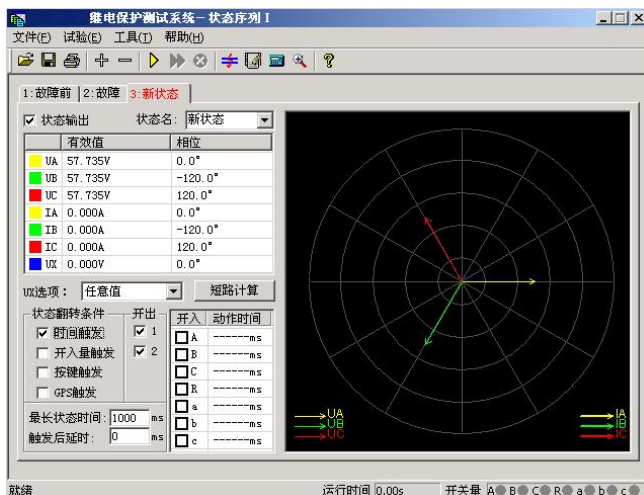 继电保护测试系统-状态序列 I
文件(F) 试验(E) 工具(T) 帮助(H)
1:故障前 2:故障 3:新状态
状态输出 状态名: 新状态
有效值 相位
UA 57.735V 0.0°
UB 57.735V -120.0°
UC 57.735V 120.0°
IA 0.000A 0.0°
IB 0.000A -120.0°
IC 0.000A 120.0°
UX 0.000V 0.0°
UX选项: 任意值 短路计算
状态翻转条件 开出 开入 动作时间
时间触发 1 A ------ms
开入量触发 2 B ------ms
按键触发 C ------ms
GPS触发 R ------ms
a ------ms
最长状态时间: 1000 ms b ------ms
触发后延时: 0 ms c ------ms
UA IA
UB IB
UC IC
就绪 运行时间 0.00s 开关量 A B C R a b c